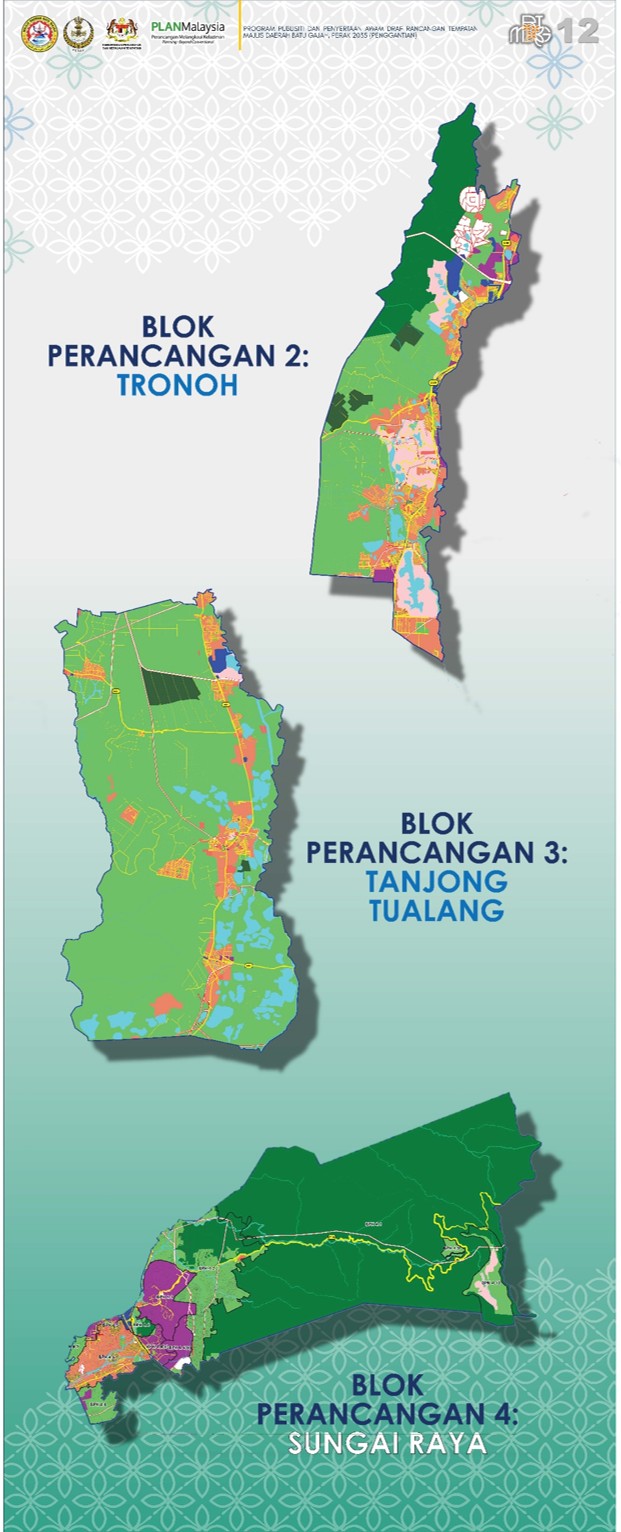 PLANMalaysia
PROGRAM PUBLISITI DAN PENYERTAAN AWAM DRAF RANCANGAN TEMPATAN
MAJLIS DAERAH BATU GAJAH, PERAK 2035 (PENGGANTIAN)
12
BLOK
PERANCANGAN 2:
TRONOH
BLOK
PERANCANGAN 3:
TANJONG
TUALANG
BLOK
PERANCANGAN 4:
SUNGAI RAYA